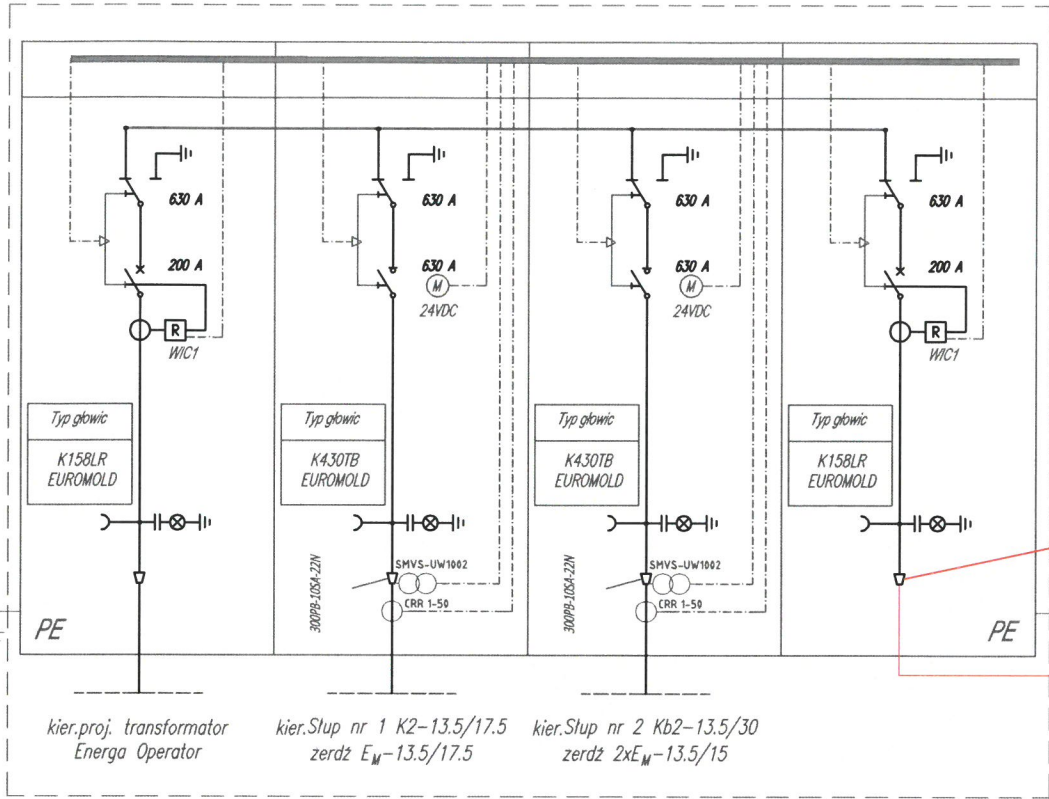 630 A
630 A
630 A
630 A
200 A
630 A
630 A
200 A
M
M
24VDC
24VDC
R
R
WIC1
WIC1
Typ głowic
Typ głowic
Typ głowic
Typ głowic
K158LR
EUROMOLD
K430TB
EUROMOLD
K430TB
EUROMOLD
K158LR
EUROMOLD
300PB-10SA-22N
SMVS-UW1002
CRR 1-50
300PB-10SA-22N
SMVS-UW1002
CRR 1-50
PE
PE
kier.proj. transformator
Energa Operator
kier.Słup nr 1 K2-13.5/17.5
żerdź EM-13.5/17.5
kier.Słup nr 2 Kb2-13.5/30
żerdź 2xEM-13.5/15